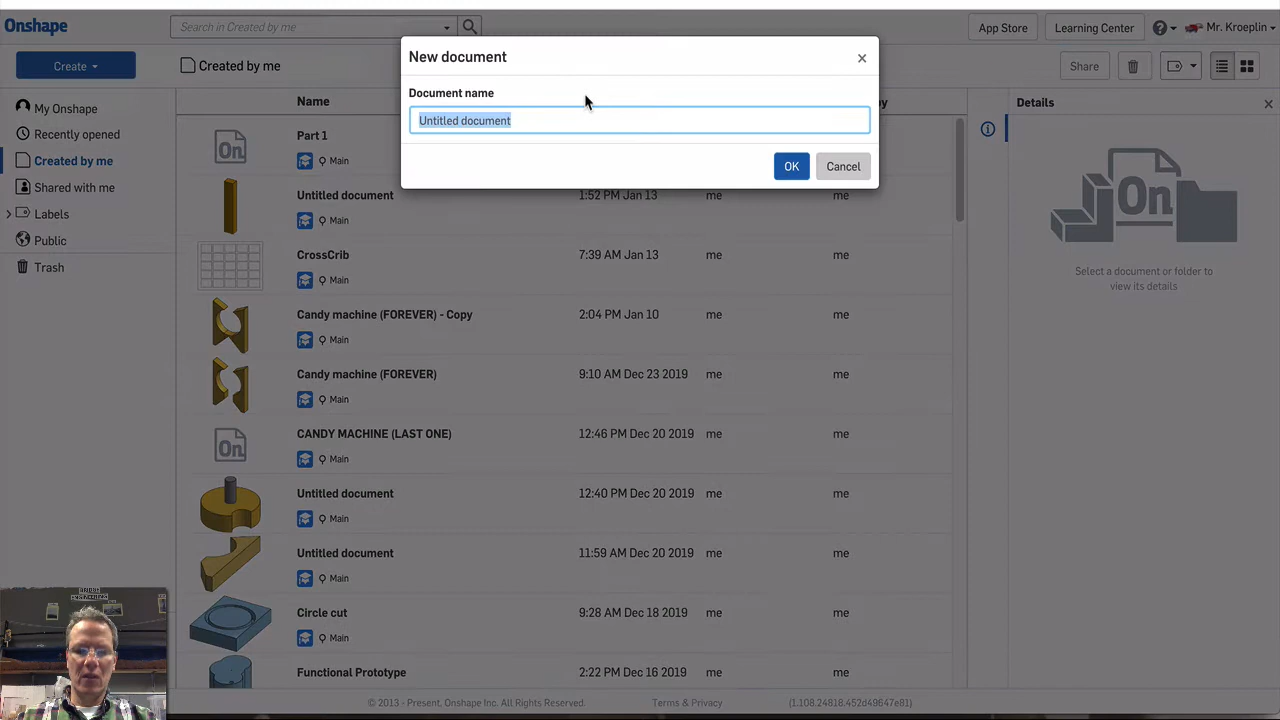 Onshape
Search in Created by me
App Store
Learning Center
Mr. Kroeplin
Create
Created by me
Share
New document
Document name
Untitled document
OK
Cancel
My Onshape
Recently opened
Created by me
Shared with me
Labels
Public
Trash
Name
Details
Part 1
Main
Untitled document 1:52 PM Jan 13 me me
Main
CrossCrib 7:39 AM Jan 13 me me
Main
Candy machine (FOREVER) - Copy 2:04 PM Jan 10 me me
Main
Candy machine (FOREVER) 9:10 AM Dec 23 2019 me me
Main
CANDY MACHINE (LAST ONE) 12:46 PM Dec 20 2019 me me
Main
Untitled document 12:40 PM Dec 20 2019 me me
Main
Untitled document 11:59 AM Dec 20 2019 me me
Main
Circle cut 9:28 AM Dec 18 2019 me me
Main
Functional Prototype 2:22 PM Dec 16 2019 me me
On
Select a document or folder to
view its details
© 2013 - Present, Onshape Inc. All Rights Reserved.
Terms & Privacy
(1.108.24818.452d49647e81)